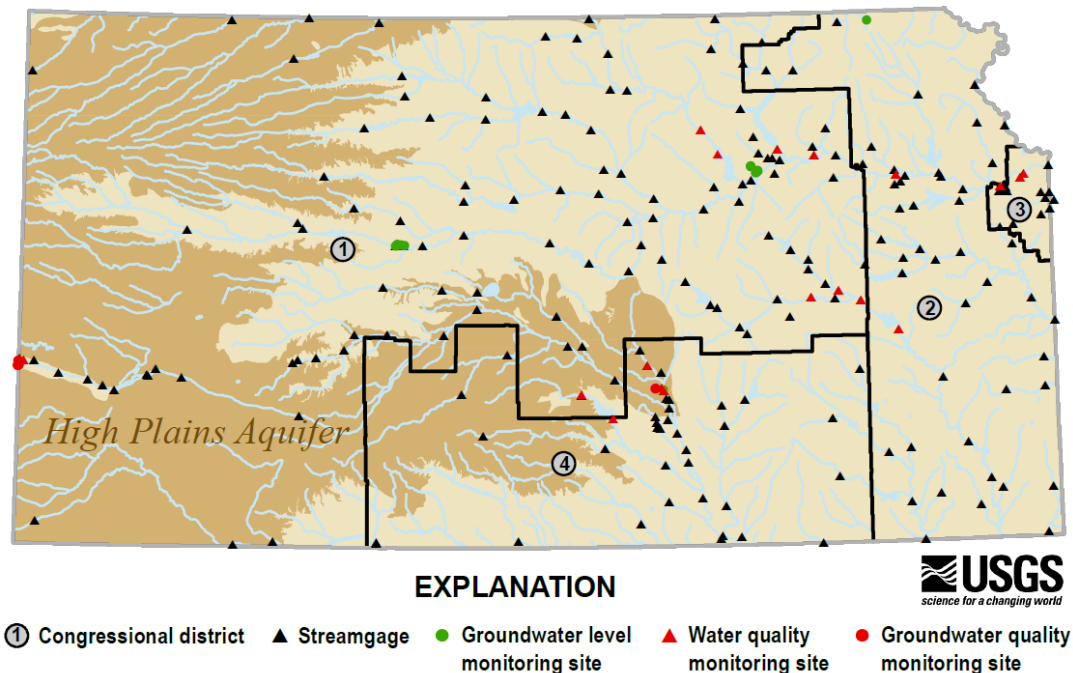 1
2
3
High Plains Aquifer
4
EXPLANATION
USGS
science for a changing world
1 Congressional district
Streamgage
Groundwater level
monitoring site
Water quality
monitoring site
Groundwater quality
monitoring site